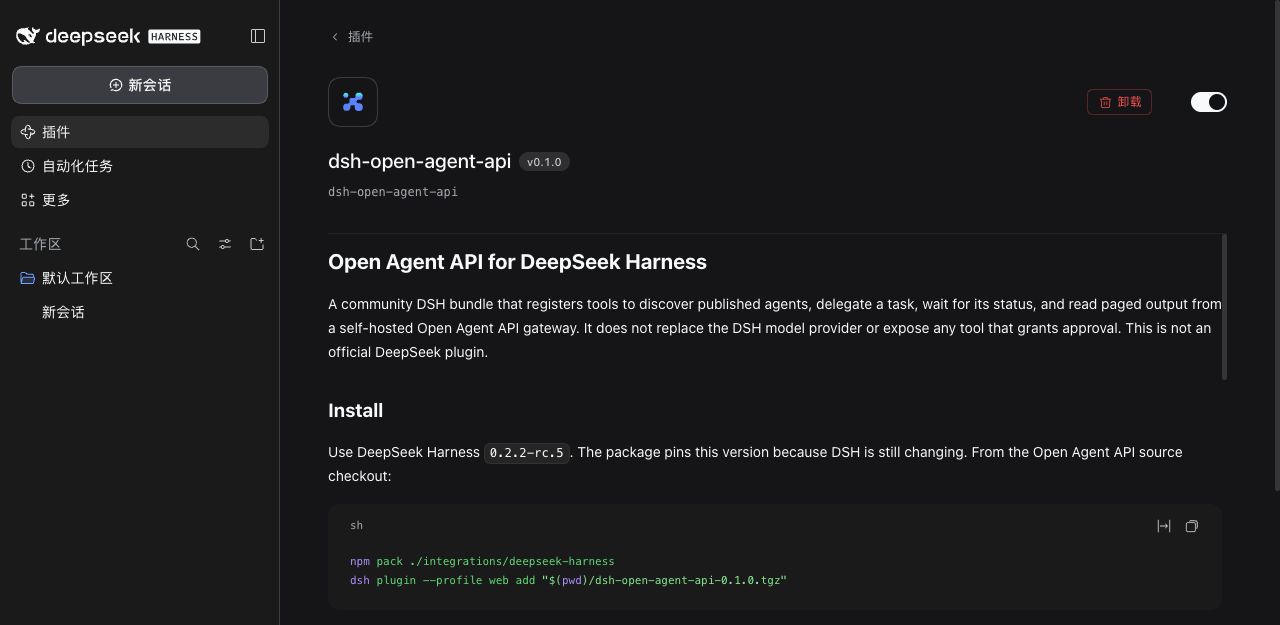 deepseek HARNESS
新会话
插件
自动化任务
更多
工作区
默认工作区
新会话
插件
卸载
dsh-open-agent-api v0.1.0
dsh-open-agent-api
Open Agent API for DeepSeek Harness
A community DSH bundle that registers tools to discover published agents, delegate a task, wait for its status, and read paged output from
a self-hosted Open Agent API gateway. It does not replace the DSH model provider or expose any tool that grants approval. This is not an
official DeepSeek plugin.
Install
Use DeepSeek Harness 0.2.2-rc.5. The package pins this version because DSH is still changing. From the Open Agent API source
checkout:
sh
npm pack ./integrations/deepseek-harness
dsh plugin --profile web add "$(pwd)/dsh-open-agent-api-0.1.0.tgz"